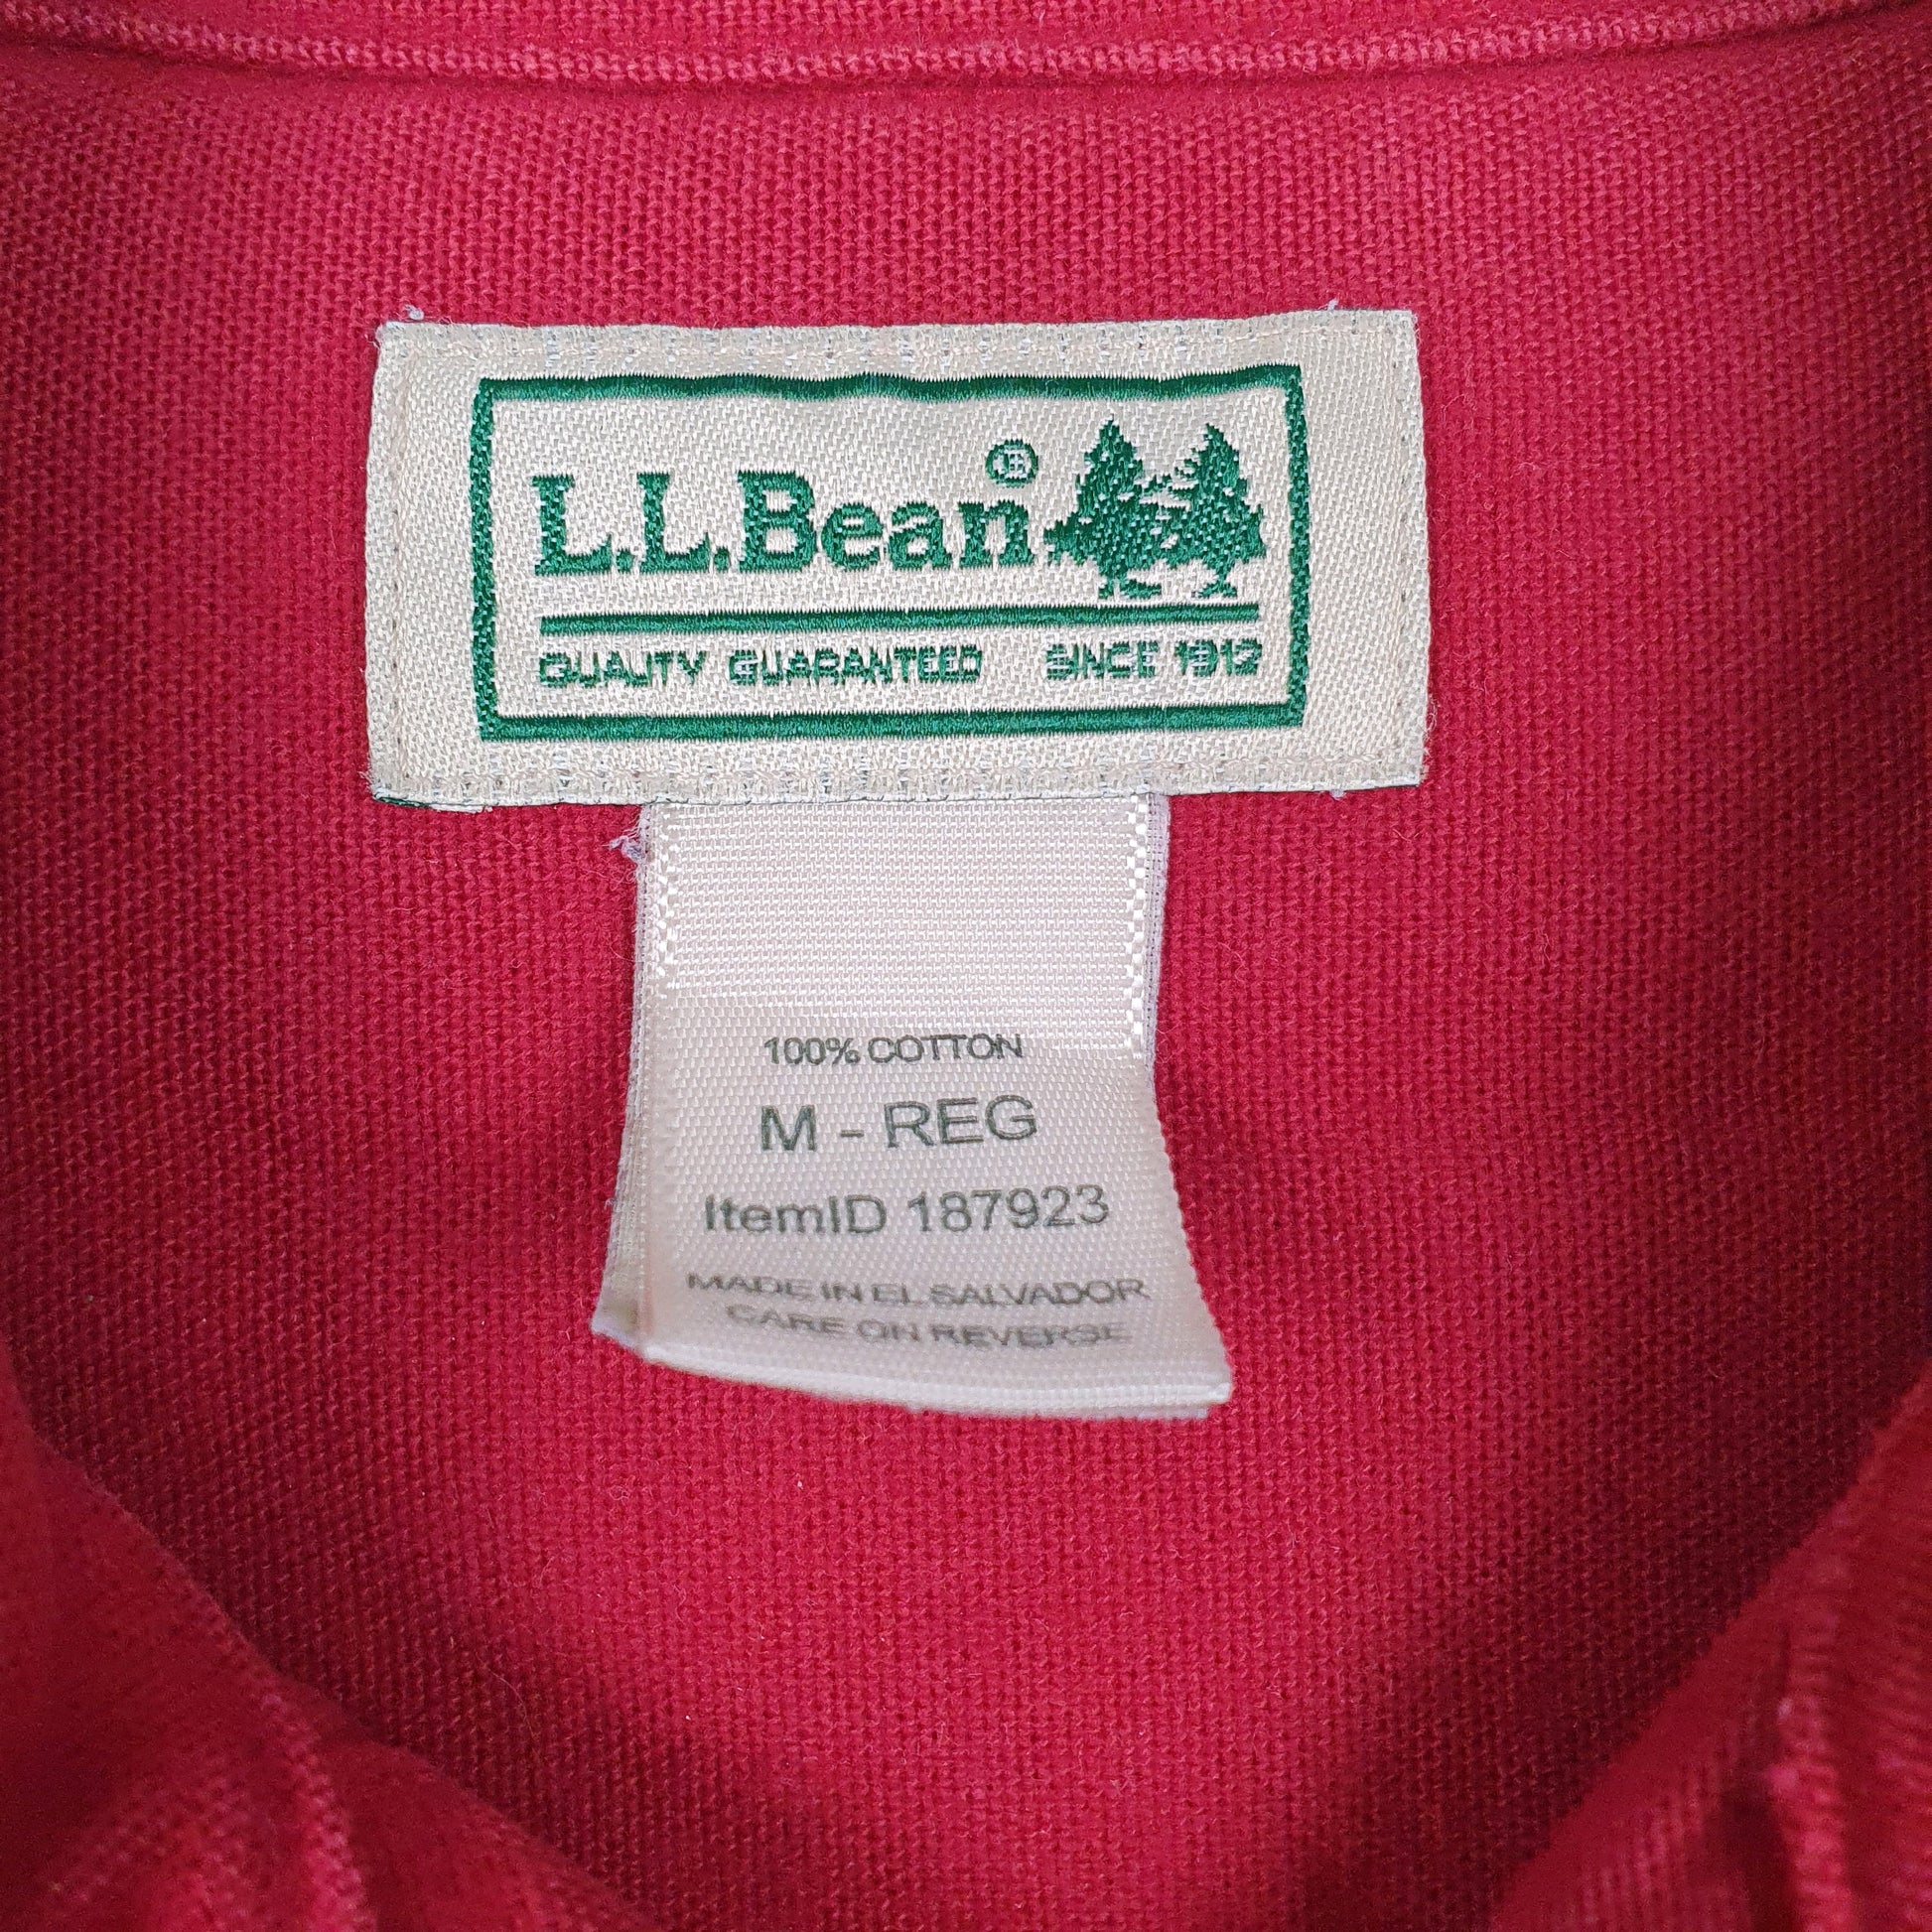 L.L.Bean®
QUALITY GUARANTEED SINCE 1912
100% COTTON
M - REG
ItemID 187923
MADE IN EL SALVADOR
CARE ON REVERSE